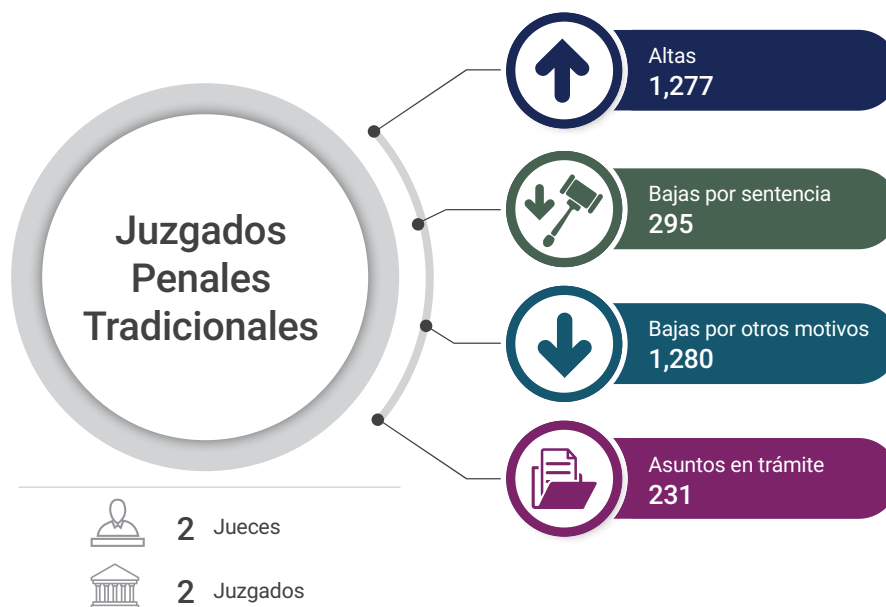 Juzgados
Penales
Tradicionales
2 Jueces
2 Juzgados
Altas
1,277
Bajas por sentencia
295
Bajas por otros motivos
1,280
Asuntos en trámite
231